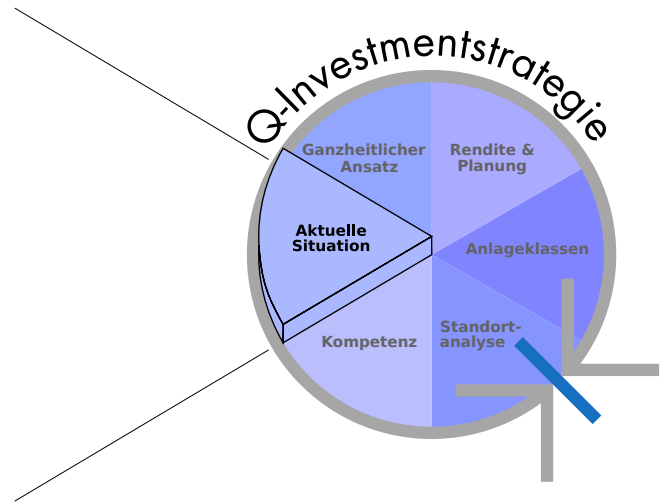 Q-Investmentstrategie
Ganzheitlicher
Ansatz
Rendite &
Planung
Aktuelle
Situation
Anlageklassen
Kompetenz
Standort-
analyse